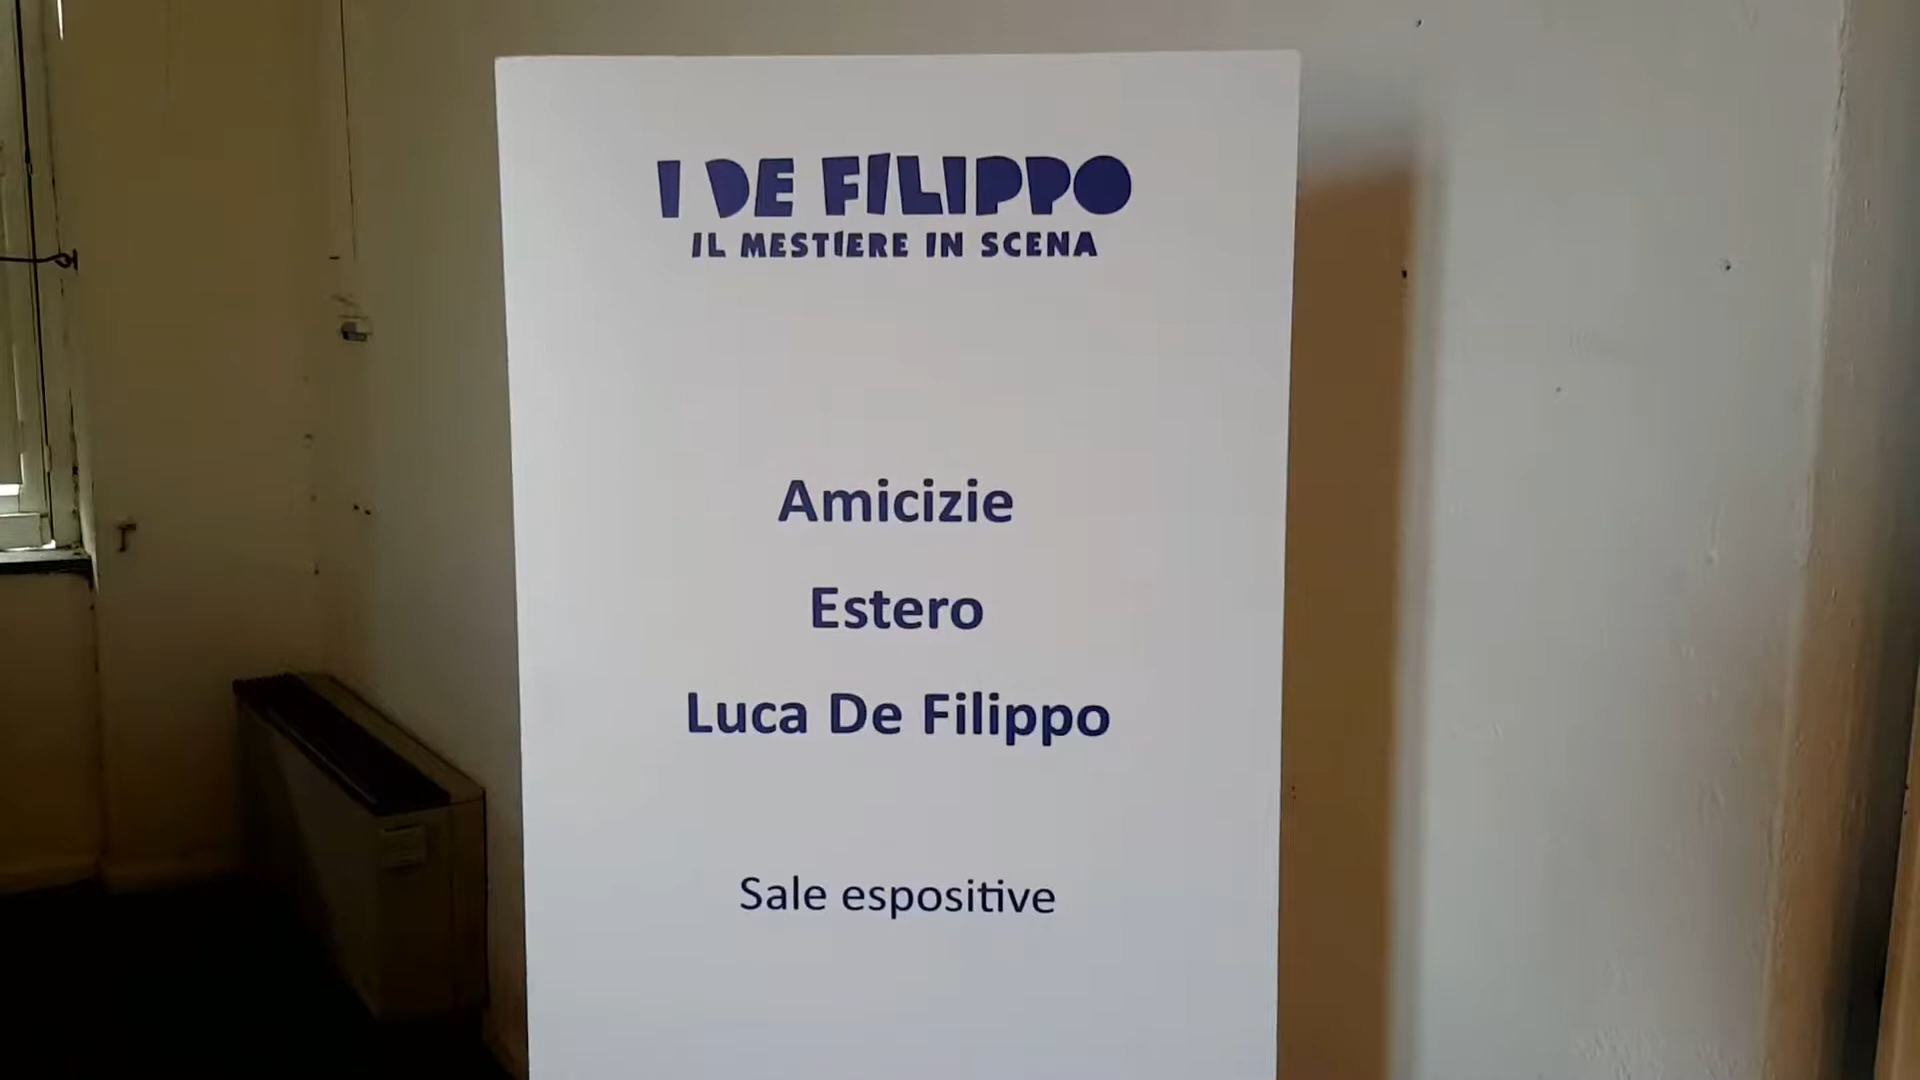 I DE FILIPPO
IL MESTIERE IN SCENA
Amicizie
Estero
Luca De Filippo
Sale espositive